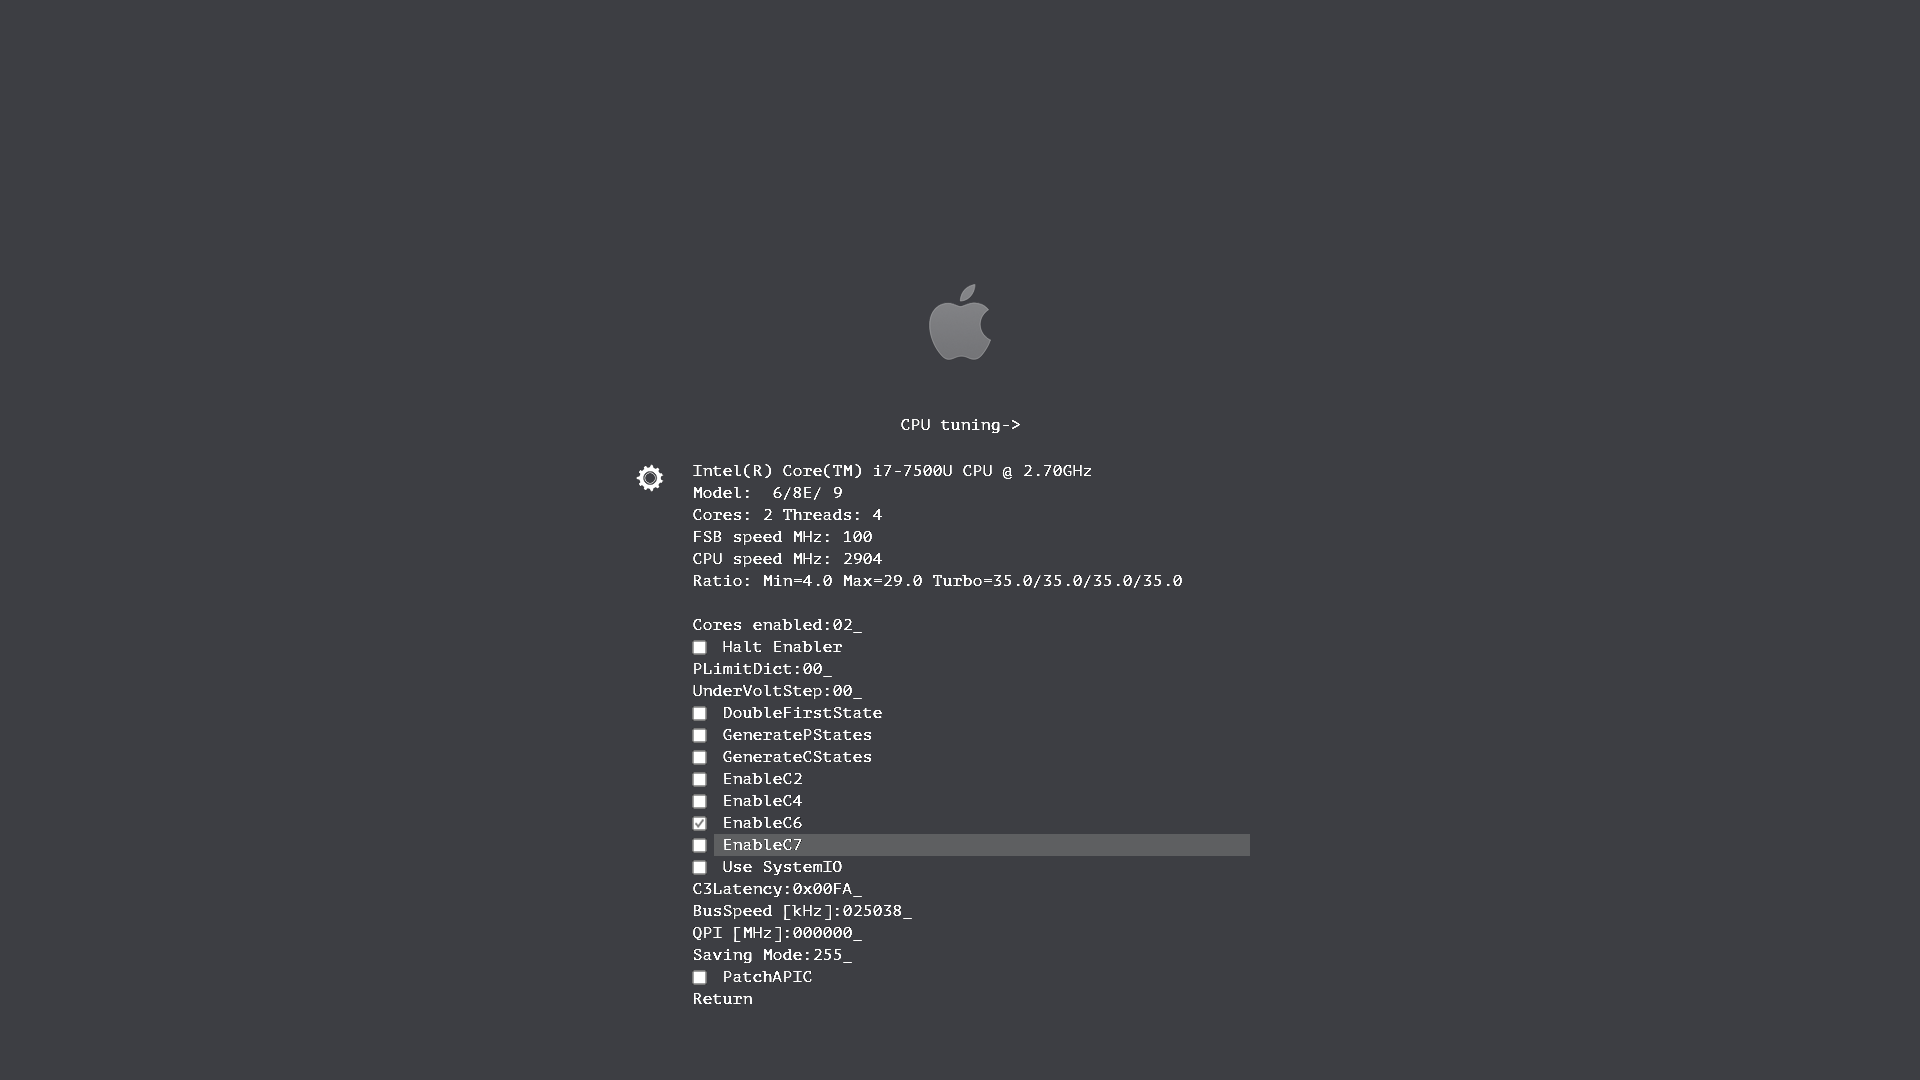 CPU tuning->
Intel(R) Core(TM) i7-7500U CPU @ 2.70GHz
Model:  6/8E/ 9
Cores: 2 Threads: 4
FSB speed MHz: 100
CPU speed MHz: 2904
Ratio: Min=4.0 Max=29.0 Turbo=35.0/35.0/35.0/35.0
Cores enabled:02_
Halt Enabler
PLimitDict:00_
UnderVoltStep:00_
DoubleFirstState
GeneratePStates
GenerateCStates
EnableC2
EnableC4
EnableC6
EnableC7
Use SystemIO
C3Latency:0x00FA_
BusSpeed [kHz]:025038_
QPI [MHz]:000000_
Saving Mode:255_
PatchAPIC
Return